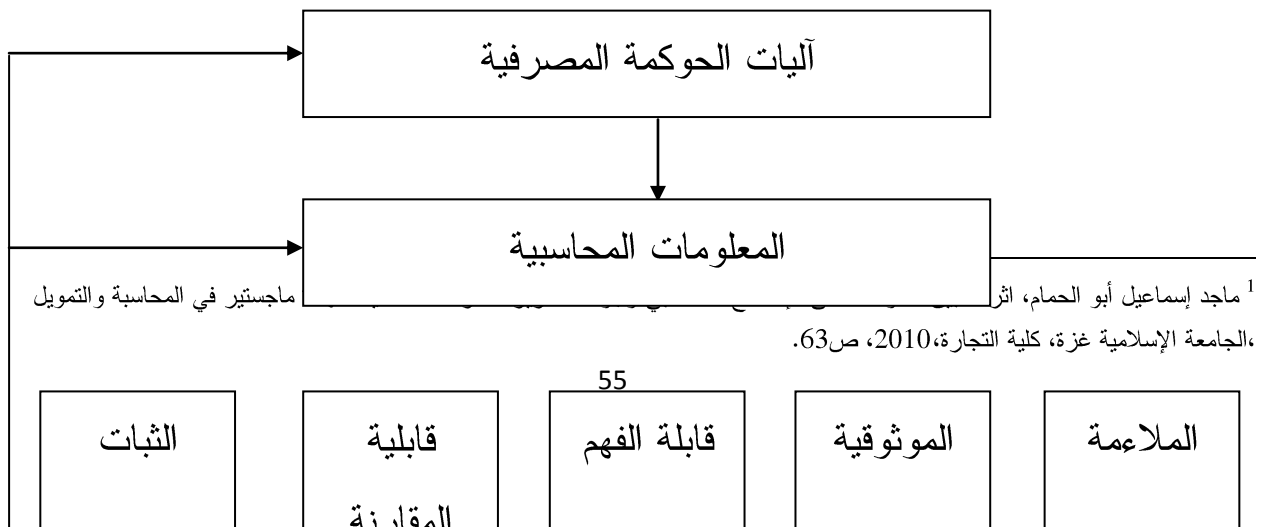 آليات الحوكمة المصرفية
المعلومات المحاسبية
1 ماجد إسماعيل أبو الحمام، اثر ماجستير في المحاسبة والتمويل
،الجامعة الإسلامية غزة، كلية التجارة،2010، ص63.
55
الملاءمة
الموثوقية
قابلة الفهم
قابلية
المقارنة
الثبات